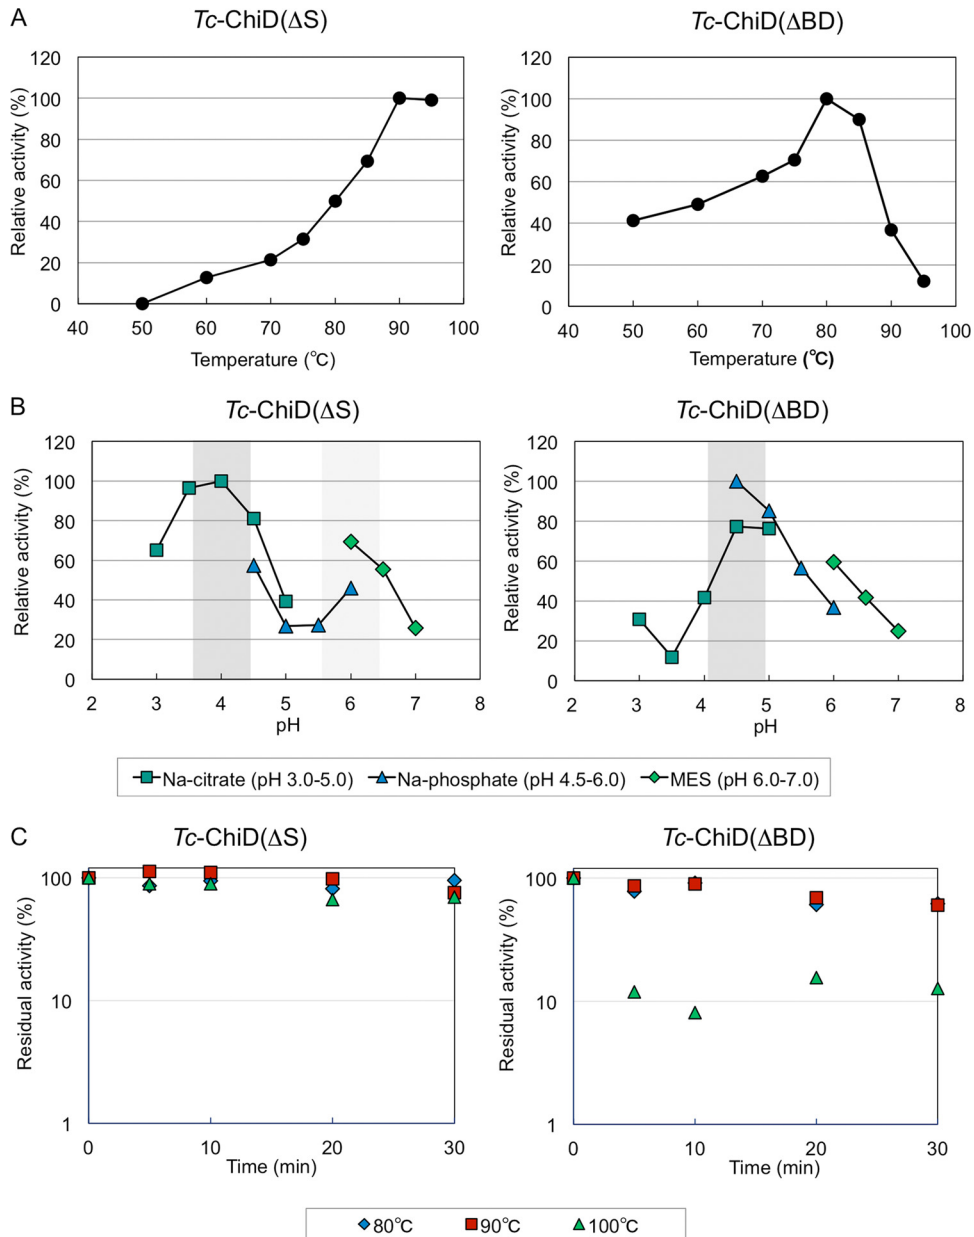 A
Tc-ChiD(ΔS)
Tc-ChiD(ΔBD)
Relative activity (%)
120
100
80
60
40
20
0
40 50 60 70 80 90 100
Temperature (℃)
Relative activity (%)
120
100
80
60
40
20
0
40 50 60 70 80 90 100
Temperature (℃)
B
Tc-ChiD(ΔS)
Tc-ChiD(ΔBD)
Relative activity (%)
120
100
80
60
40
20
0
2 3 4 5 6 7 8
pH
Relative activity (%)
120
100
80
60
40
20
0
2 3 4 5 6 7 8
pH
Na-citrate (pH 3.0-5.0) Na-phosphate (pH 4.5-6.0) MES (pH 6.0-7.0)
C
Tc-ChiD(ΔS)
Tc-ChiD(ΔBD)
Residual activity (%)
100
10
1
0 10 20 30
Time (min)
Residual activity (%)
100
10
1
0 10 20 30
Time (min)
80℃ 90℃ 100℃